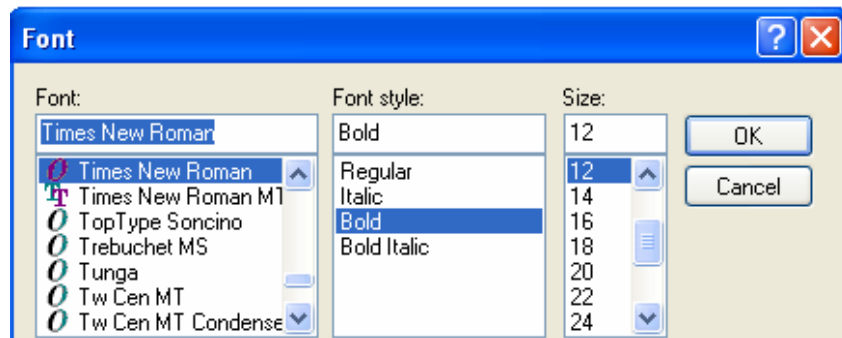 Font
Font: Font style: Size:
Times New Roman Bold 12 OK
Times New Roman Regular 12
Times New Roman MT Italic 14 Cancel
TopType Soncino Bold 16
Trebuchet MS Bold Italic 18
Tunga 20
Tw Cen MT 22
Tw Cen MT Condense 24